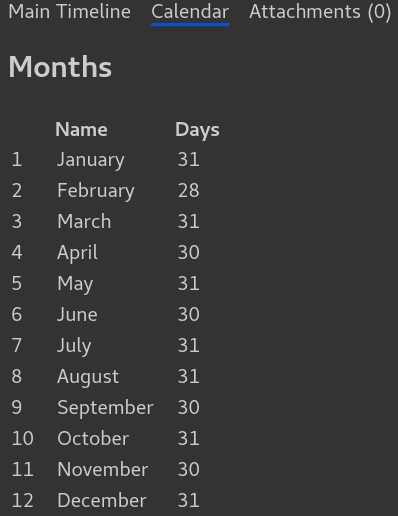 Main Timeline Calendar Attachments (0)
Months
Name Days
1 January 31
2 February 28
3 March 31
4 April 30
5 May 31
6 June 30
7 July 31
8 August 31
9 September 30
10 October 31
11 November 30
12 December 31